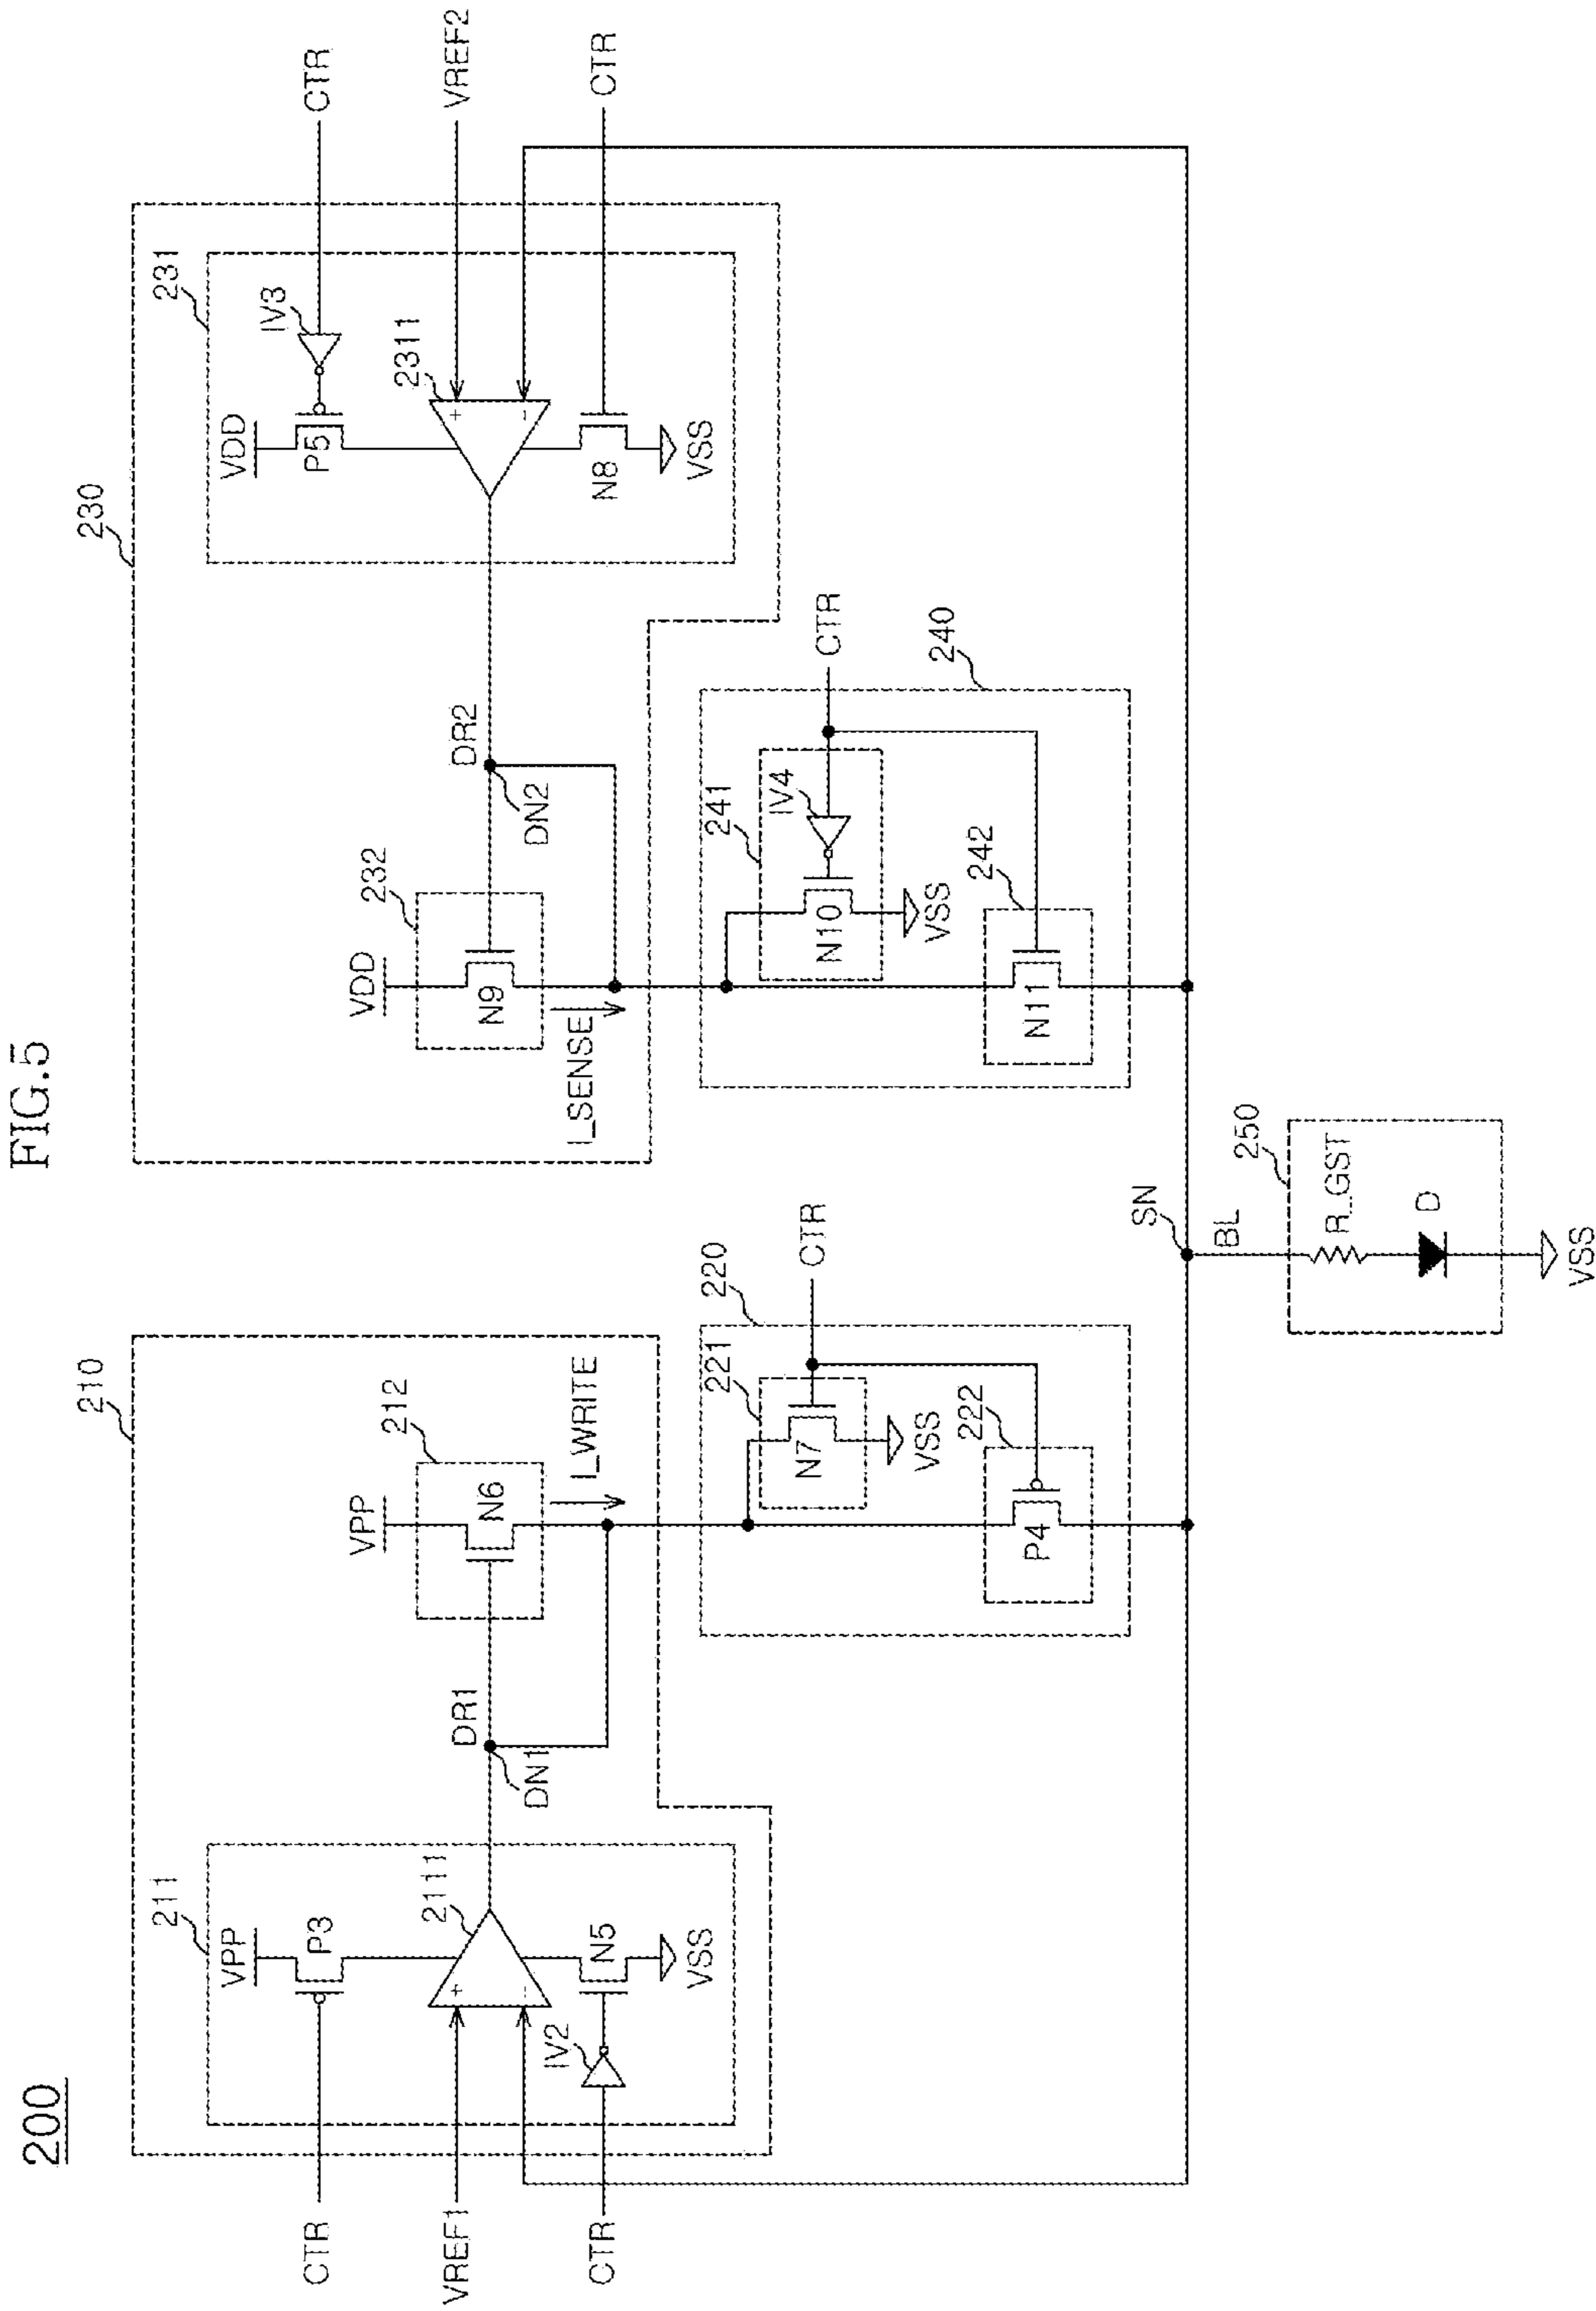 FIG.5
200
210
211
CTR
VPP
P3
VREF1
2111
IV2
CTR
N5
VSS
DR1
DN1
VPP
212
N6
I_WRITE
220
221
CTR
N7
VSS
222
P4
230
231
CTR
IV3
VDD
P5
VREF2
2311
CTR
N8
VSS
DR2
DN2
VDD
232
N9
I_SENSE
240
241
CTR
IV4
N10
VSS
242
N11
SN
BL
250
R_GST
D
VSS